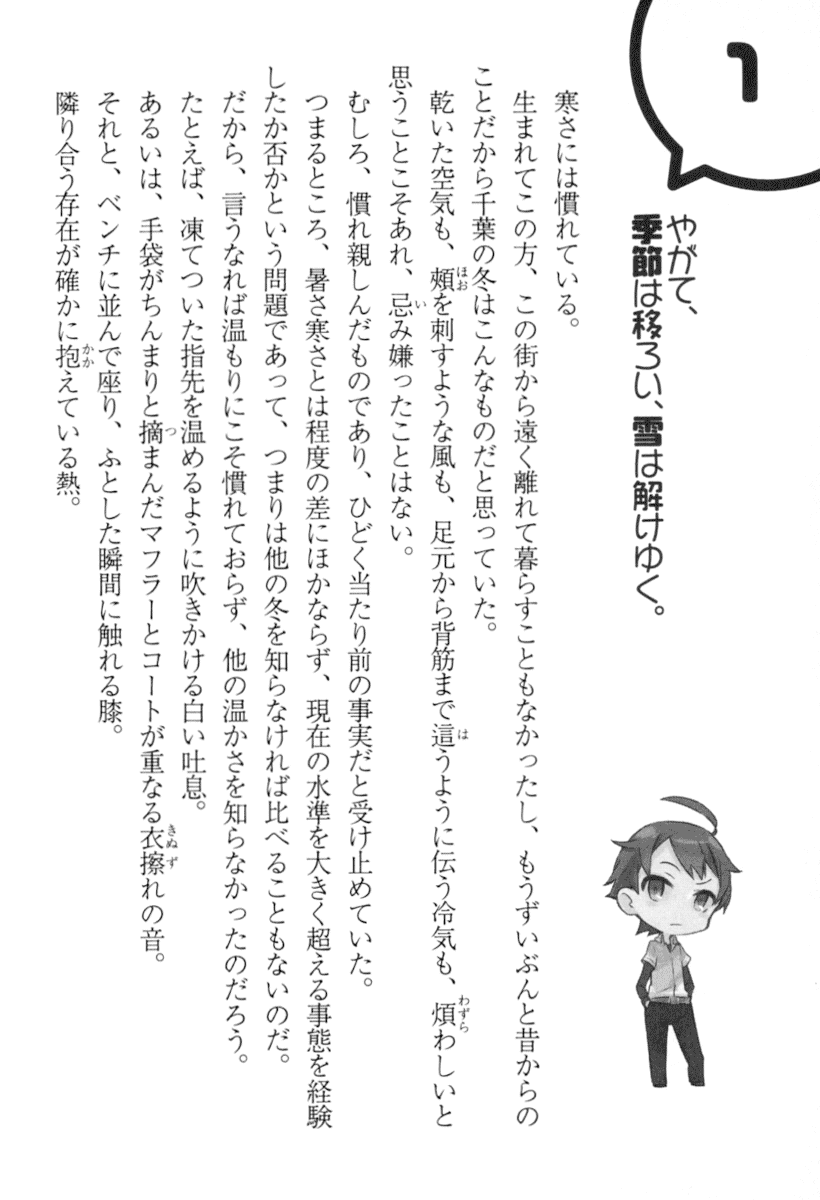 1
やがて、
季節は移ろい、雪は解けゆく。
寒さには慣れている。
生まれてこの方、この街から遠く離れて暮らすこともなかったし、もうずいぶんと昔からの
ことだから千葉の冬はこんなものだと思っていた。
乾いた空気も、頬を刺すような風も、足元から背筋まで這うように伝う冷気も、煩わしいと
思うことこそあれ、忌み嫌ったことはない。
むしろ、慣れ親しんだものであり、ひどく当たり前の事実だと受け止めていた。
つまるところ、暑さ寒さとは程度の差にほかならず、現在の水準を大きく超える事態を経験
したか否かという問題であって、つまりは他の冬を知らなければ比べることもないのだ。
だから、言うなれば温もりにこそ慣れておらず、他の温かさを知らなかったのだろう。
たとえば、凍てついた指先を温めるように吹きかける白い吐息。
あるいは、手袋がちんまりと摘まんだマフラーとコートが重なる衣擦れの音。
それと、ベンチに並んで座り、ふとした瞬間に触れる膝。
隣り合う存在が確かに抱えている熱。